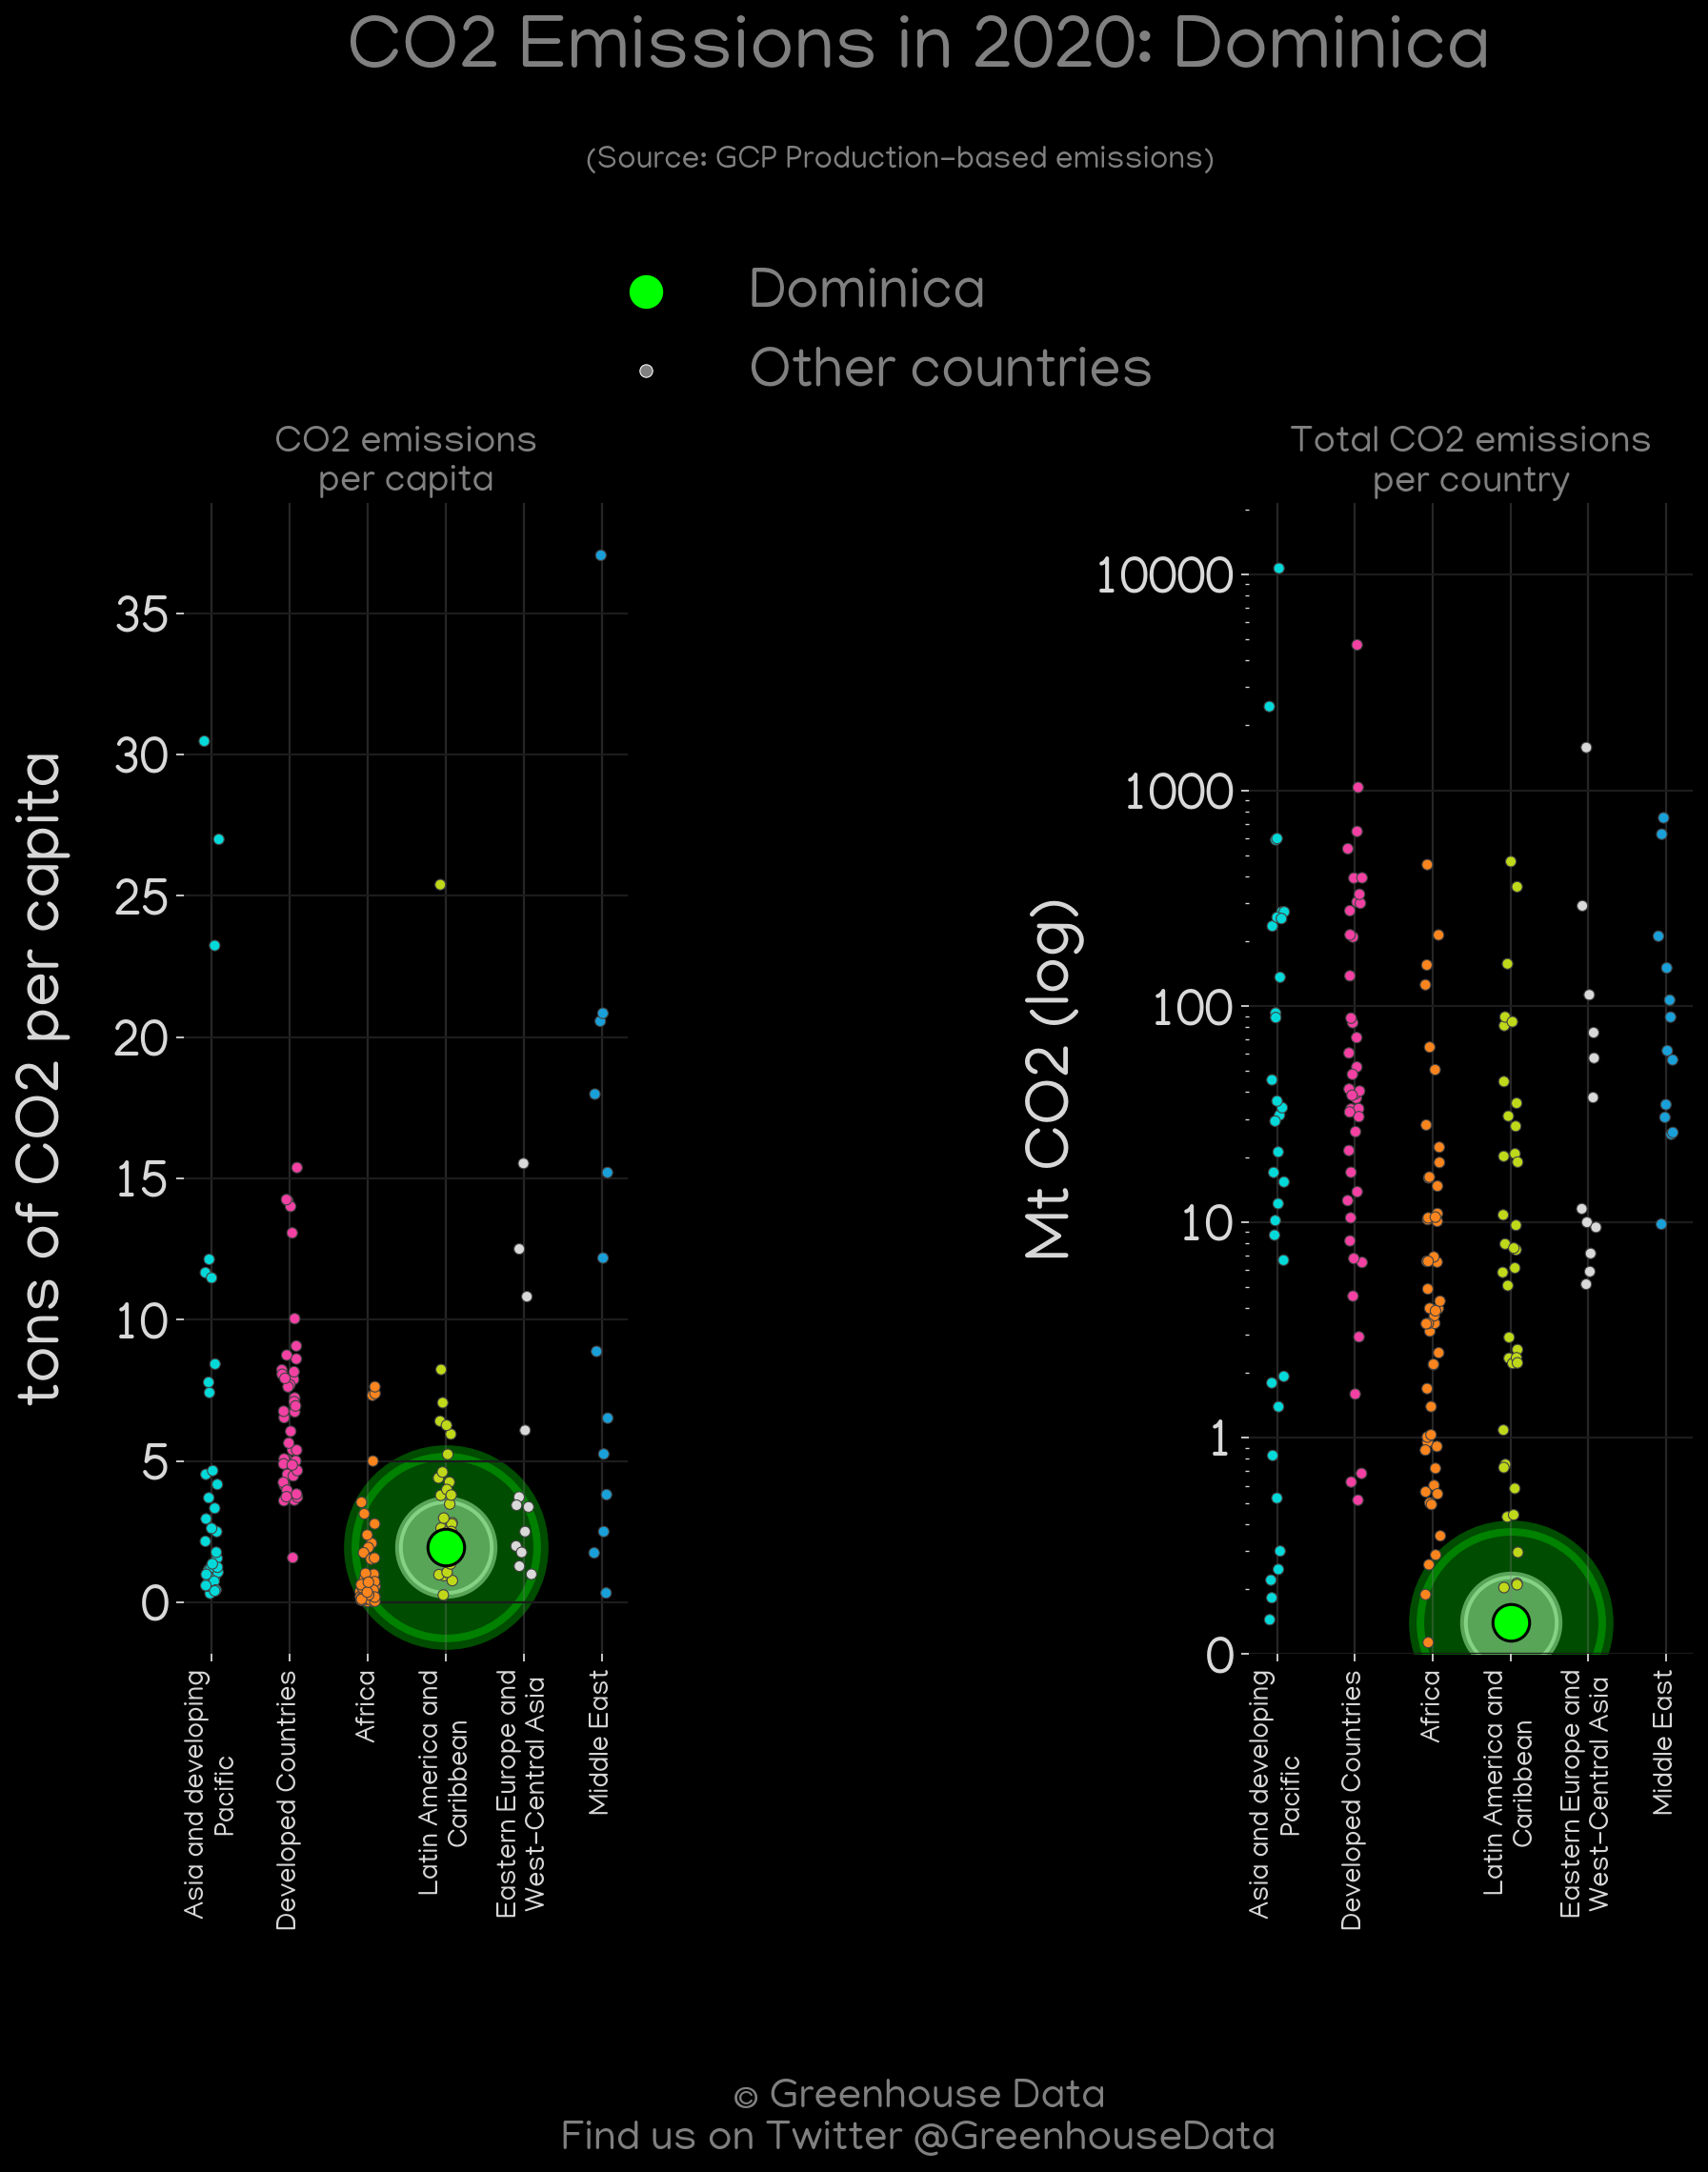 CO2 Emissions in 2020: Dominica
(Source: GCP Production-based emissions)
Dominica
Other countries
CO2 emissions
per capita
tons of CO2 per capita
35
30
25
20
15
10
5
0
Asia and developing
Pacific
Developed Countries
Africa
Latin America and
Caribbean
Eastern Europe and
West-Central Asia
Middle East
Total CO2 emissions
per country
Mt CO2 (log)
10000
1000
100
10
1
0
Asia and developing
Pacific
Developed Countries
Africa
Latin America and
Caribbean
Eastern Europe and
West-Central Asia
Middle East
© Greenhouse Data
Find us on Twitter @GreenhouseData